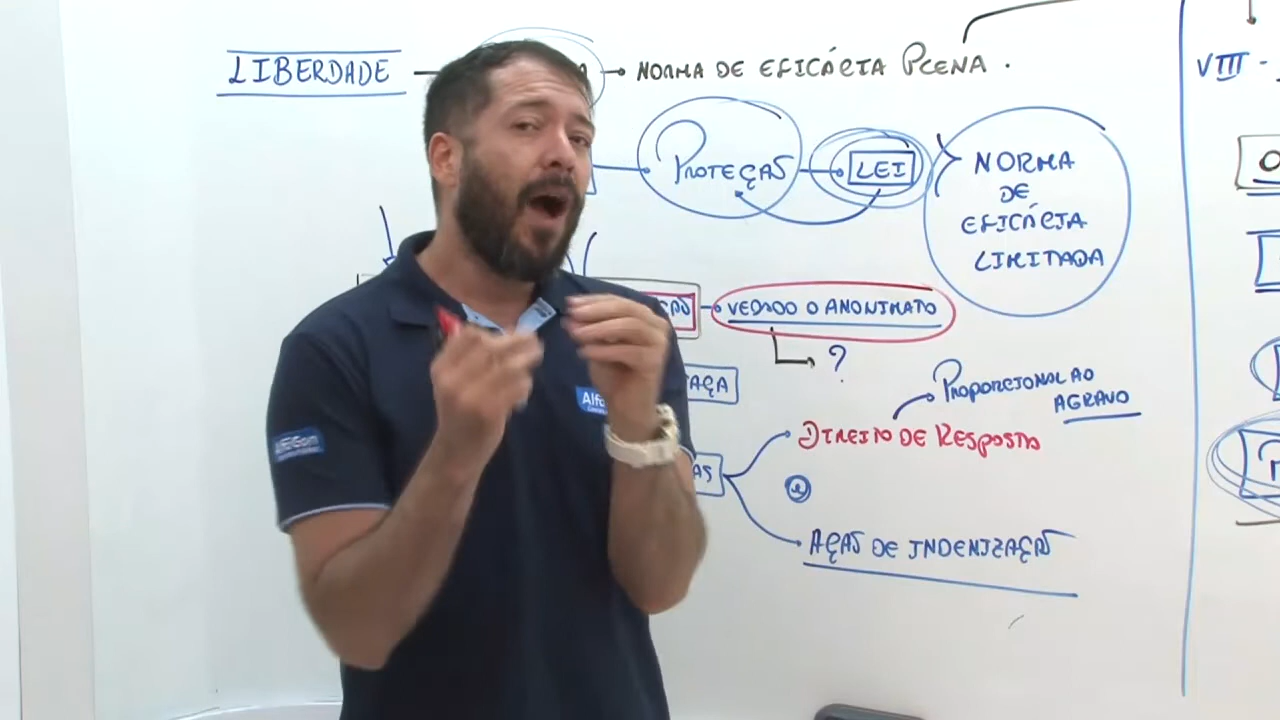 LIBERDADE
NORMA DE EFICÁCIA PLENA.
VIII -
PROTEÇÃO
LEI
NORMA
DE
EFICÁCIA
LIMITADA
VEDADO O ANONIMATO
?
PROPORCIONAL AO
AGRAVO
DIREITO DE RESPOSTA
e
AÇÃO DE INDENIZAÇÃO
AlfaCon